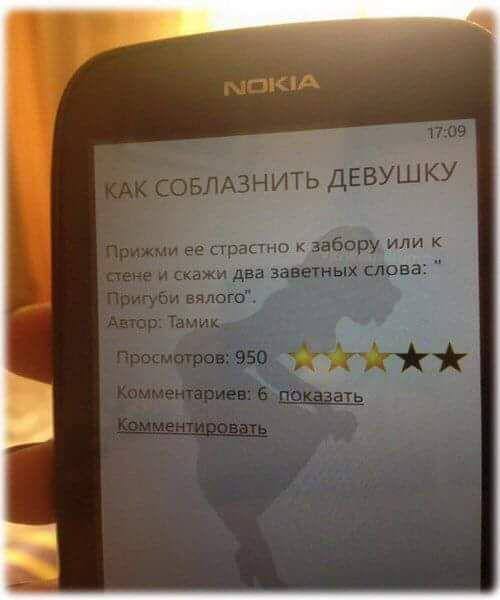 NOKIA
17:09
КАК СОБЛАЗНИТЬ ДЕВУШКУ
Прижми ее страстно к забору или к
стене и скажи два заветных слова: "
Пригуби вялого".
Автор: Тамик
Просмотров: 950
Комментариев: 6 показать
Комментировать